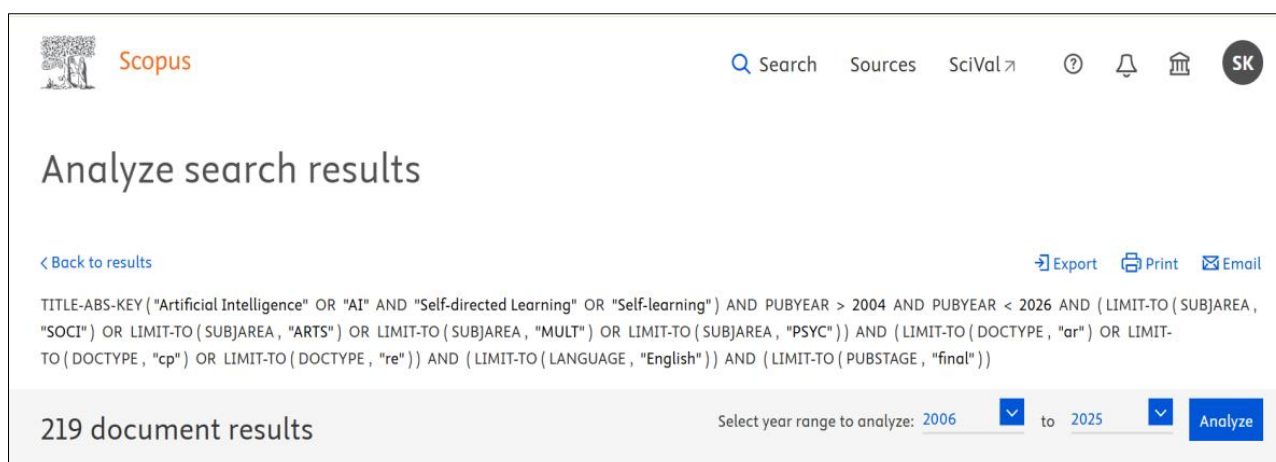 Scopus
Search Sources SciVal ↗ SK
Analyze search results
Back to results
Export Print Email
TITLE-ABS-KEY ( "Artificial Intelligence" OR "AI" AND "Self-directed Learning" OR "Self-learning" ) AND PUBYEAR > 2004 AND PUBYEAR < 2026 AND ( LIMIT-TO ( SUBJAREA ,
"SOCI" ) OR LIMIT-TO ( SUBJAREA , "ARTS" ) OR LIMIT-TO ( SUBJAREA , "MULT" ) OR LIMIT-TO ( SUBJAREA , "PSYC" ) ) AND ( LIMIT-TO ( DOCTYPE , "ar" ) OR LIMIT-
TO ( DOCTYPE , "cp" ) OR LIMIT-TO ( DOCTYPE , "re" ) ) AND ( LIMIT-TO ( LANGUAGE , "English" ) ) AND ( LIMIT-TO ( PUBSTAGE , "final" ) )
219 document results
Select year range to analyze: 2006 to 2025 Analyze